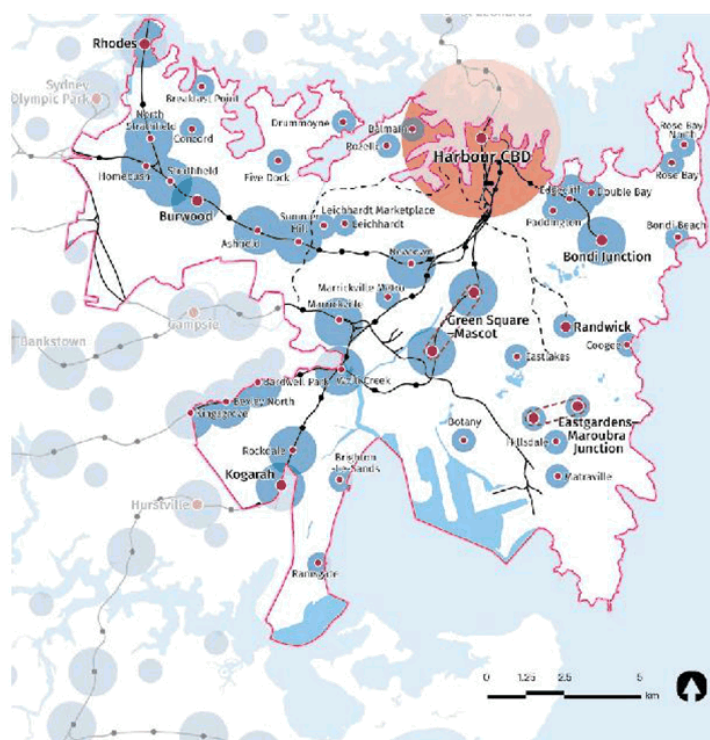 Rhodes
Sydney
Olympic Park
Breakfast Point
North
Strathfield
Concord
Drummoyne
Balmain
Rozelle
Harbour CBD
Rose Bay
North
Rose Bay
Homebush
Strathfield
Five Dock
Edgecliff
Double Bay
Paddington
Burwood
Summer
Hill
Leichhardt Marketplace
Leichhardt
Ashfield
Newtown
Bondi Beach
Bondi Junction
Marrickville Metro
Marrickville
Campsie
Bankstown
Green Square
–Mascot
Randwick
Coogee
Eastlakes
Bardwell Park
Wolli Creek
Bexley North
Kingsgrove
Eastgardens–
Maroubra
Junction
Hillsdale
Botany
Rockdale
Brighton
-le-Sands
Kogarah
Matraville
Hurstville
Ramsgate
0 1.25 2.5 5
km